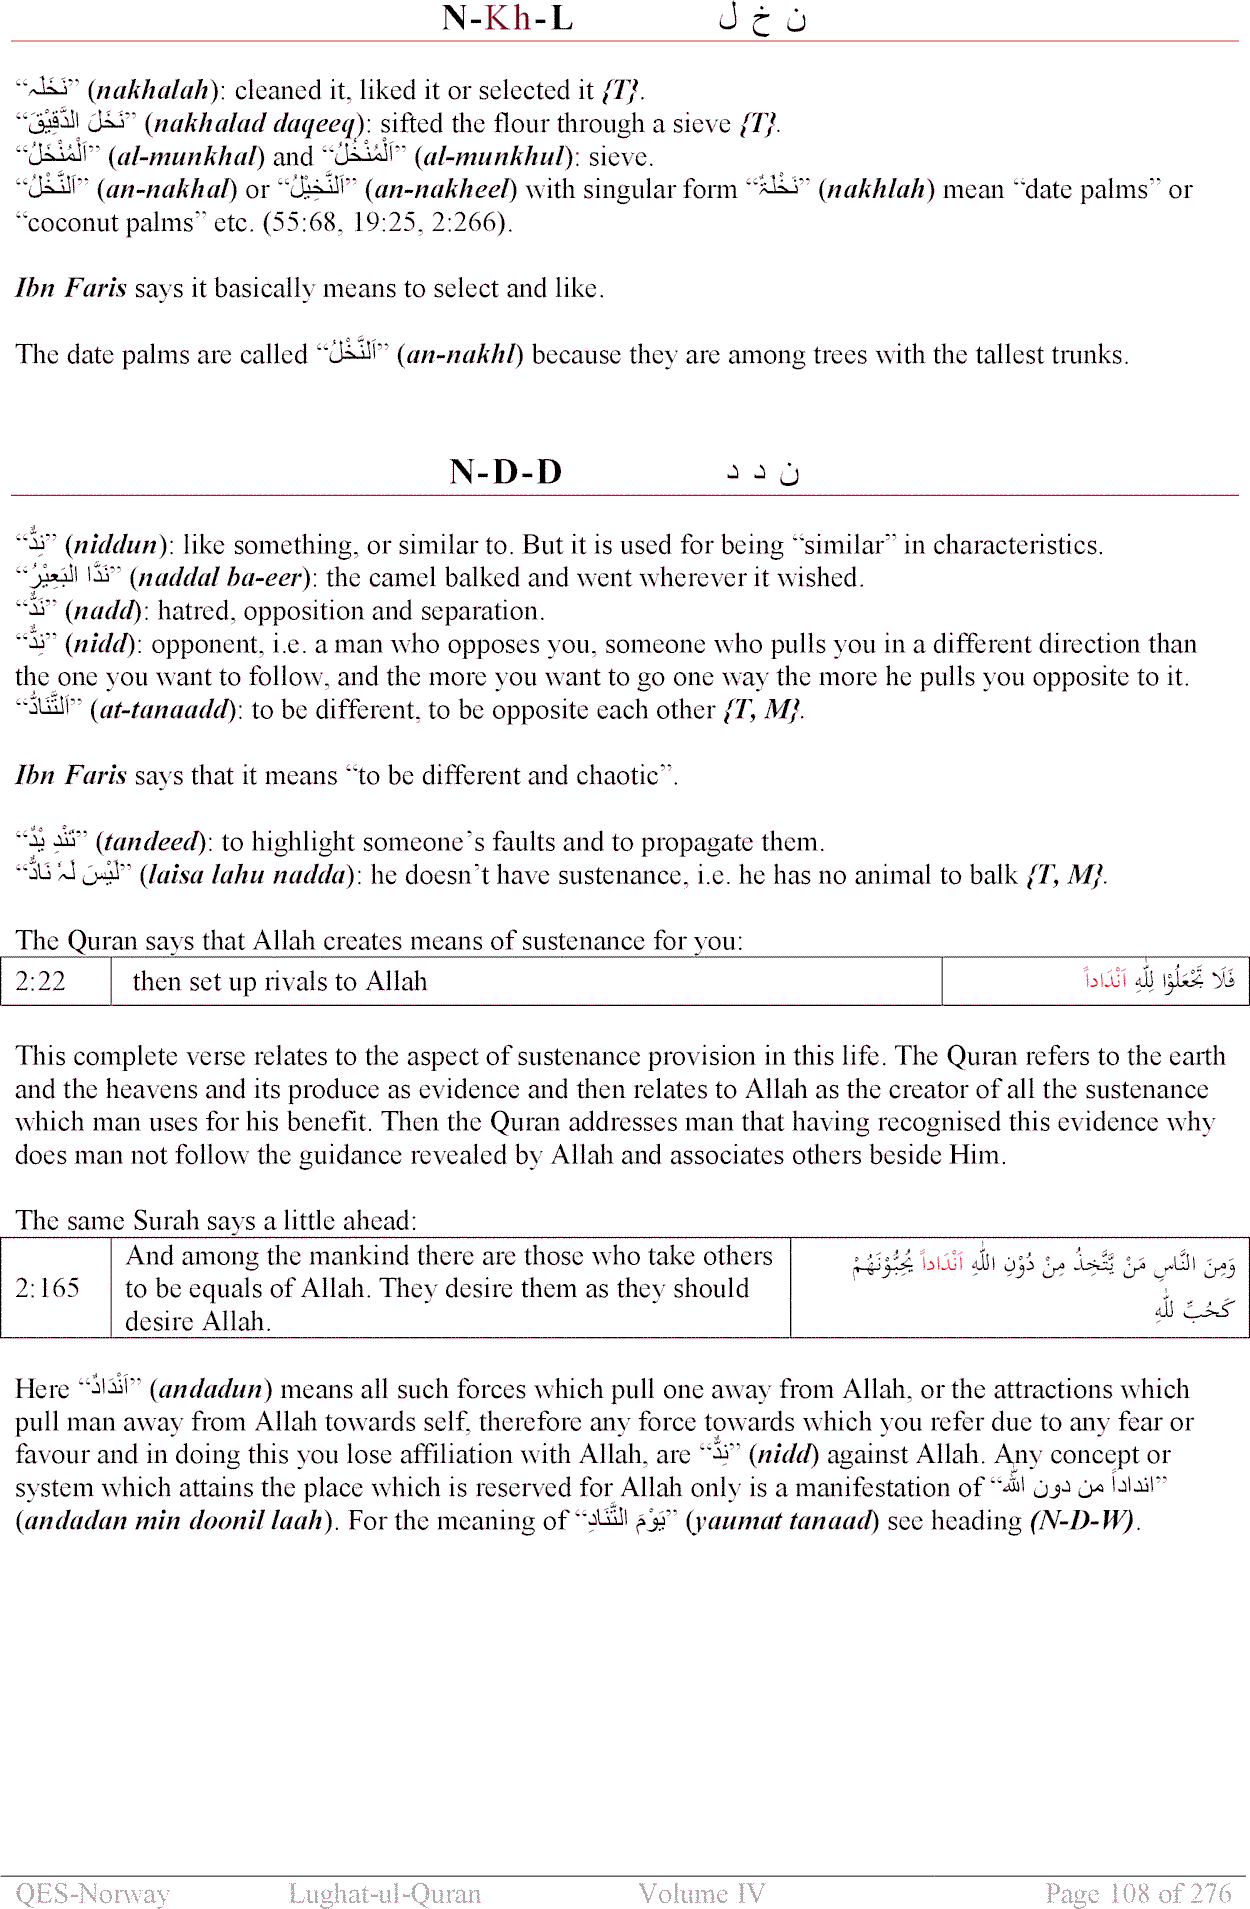 N-Kh-L ن خ ل
“نَخَلَہ” (nakhalah): cleaned it, liked it or selected it {T}.
“نَخَلَ الدَّقِيْقَ” (nakhalad daqeeq): sifted the flour through a sieve {T}.
“اَلْمُنْخَلُ” (al-munkhal) and “اَلْمُنْخُلُ” (al-munkhul): sieve.
“اَلنَّخْلُ” (an-nakhal) or “اَلنَّخِيْلُ” (an-nakheel) with singular form “نَخْلَۃٌ” (nakhlah) mean “date palms” or
“coconut palms” etc. (55:68, 19:25, 2:266).
Ibn Faris says it basically means to select and like.
The date palms are called “اَلنَّخْلُ” (an-nakhl) because they are among trees with the tallest trunks.
N-D-D ن د د
“نِدٌّ” (niddun): like something, or similar to. But it is used for being “similar” in characteristics.
“نَدَّا الْبَعِيْرُ” (naddal ba-eer): the camel balked and went wherever it wished.
“نَدٌّ” (nadd): hatred, opposition and separation.
“نِدٌّ” (nidd): opponent, i.e. a man who opposes you, someone who pulls you in a different direction than
the one you want to follow, and the more you want to go one way the more he pulls you opposite to it.
“اَلتَّنَادُّ” (at-tanaadd): to be different, to be opposite each other {T, M}.
Ibn Faris says that it means “to be different and chaotic”.
“تَنْدِ يْدٌ” (tandeed): to highlight someone’s faults and to propagate them.
“لَيْسَ لَہٗ نَادٌّ” (laisa lahu nadda): he doesn’t have sustenance, i.e. he has no animal to balk {T, M}.
The Quran says that Allah creates means of sustenance for you:
2:22 then set up rivals to Allah فَلَا تَجْعَلُوْا لِلّٰهِ اَنْدَاداً
This complete verse relates to the aspect of sustenance provision in this life. The Quran refers to the earth
and the heavens and its produce as evidence and then relates to Allah as the creator of all the sustenance
which man uses for his benefit. Then the Quran addresses man that having recognised this evidence why
does man not follow the guidance revealed by Allah and associates others beside Him.
The same Surah says a little ahead:
2:165 And among the mankind there are those who take others
to be equals of Allah. They desire them as they should
desire Allah.
وَمِنَ النَّاسِ مَنْ يَّتَّخِذُ مِنْ دُوْنِ اللّٰهِ اَنْدَاداً يُحِبُّوْنَهُمْ
كَحُبِّ لِلّٰهِ
Here “اَنْدَادٌ” (andadun) means all such forces which pull one away from Allah, or the attractions which
pull man away from Allah towards self, therefore any force towards which you refer due to any fear or
favour and in doing this you lose affiliation with Allah, are “نِدٌّ” (nidd) against Allah. Any concept or
system which attains the place which is reserved for Allah only is a manifestation of “انداداً من دون اللّٰه”
(andadan min doonil laah). For the meaning of “يَوْمَ التَّنَادِ” (yaumat tanaad) see heading (N-D-W).
QES-Norway Lughat-ul-Quran Volume IV Page 108 of 276